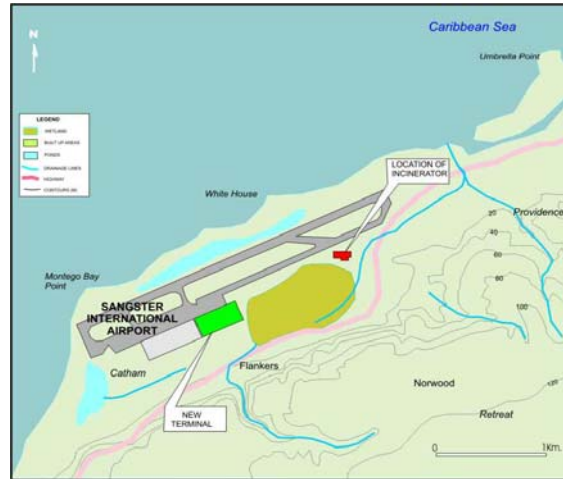 Caribbean Sea
Umbrella Point
N
LEGEND
WETLAND
BUILT UP AREAS
PONDS
DRAINAGE LINES
HIGHWAY
CONTOURS (M)
LOCATION OF
INCINERATOR
White House
Providence
20
40
60
80
100
Montego Bay
Point
SANGSTER
INTERNATIONAL
AIRPORT
Catham
Flankers
Norwood
120
Retreat
NEW
TERMINAL
0
1Km.